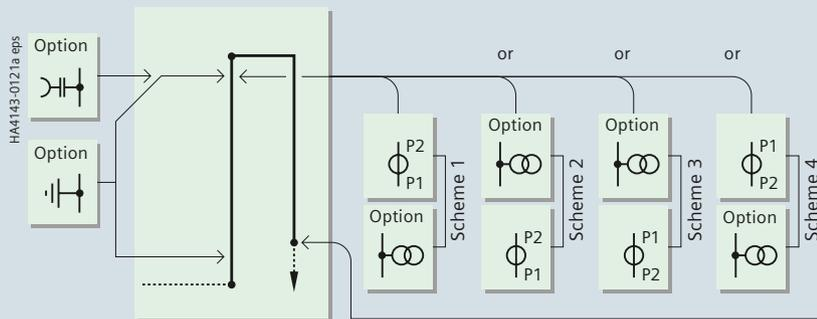 HA4143-0121a eps
Option
Option
or
or
or
P2
P1
Option
Scheme 1
Option
P2
P1
Scheme 2
Option
P1
P2
Scheme 3
P1
P2
Option
Scheme 4